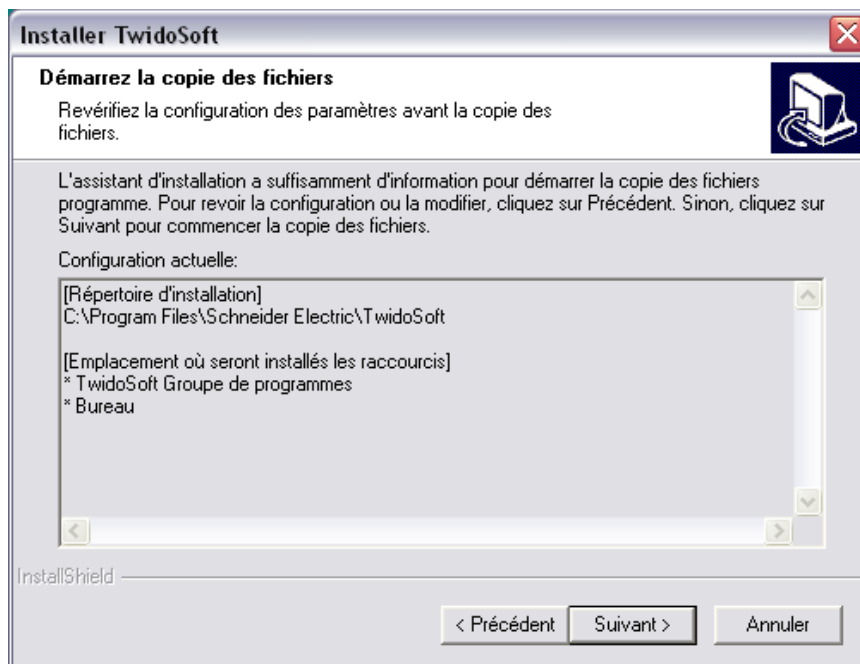 Installer TwidoSoft
Démarrez la copie des fichiers
Revérifiez la configuration des paramètres avant la copie des
fichiers.
L'assistant d'installation a suffisamment d'information pour démarrer la copie des fichiers
programme. Pour revoir la configuration ou la modifier, cliquez sur Précédent. Sinon, cliquez sur
Suivant pour commencer la copie des fichiers.
Configuration actuelle:
[Répertoire d'installation]
C:\Program Files\Schneider Electric\TwidoSoft
[Emplacement où seront installés les raccourcis]
* TwidoSoft Groupe de programmes
* Bureau
InstallShield
< Précédent Suivant > Annuler